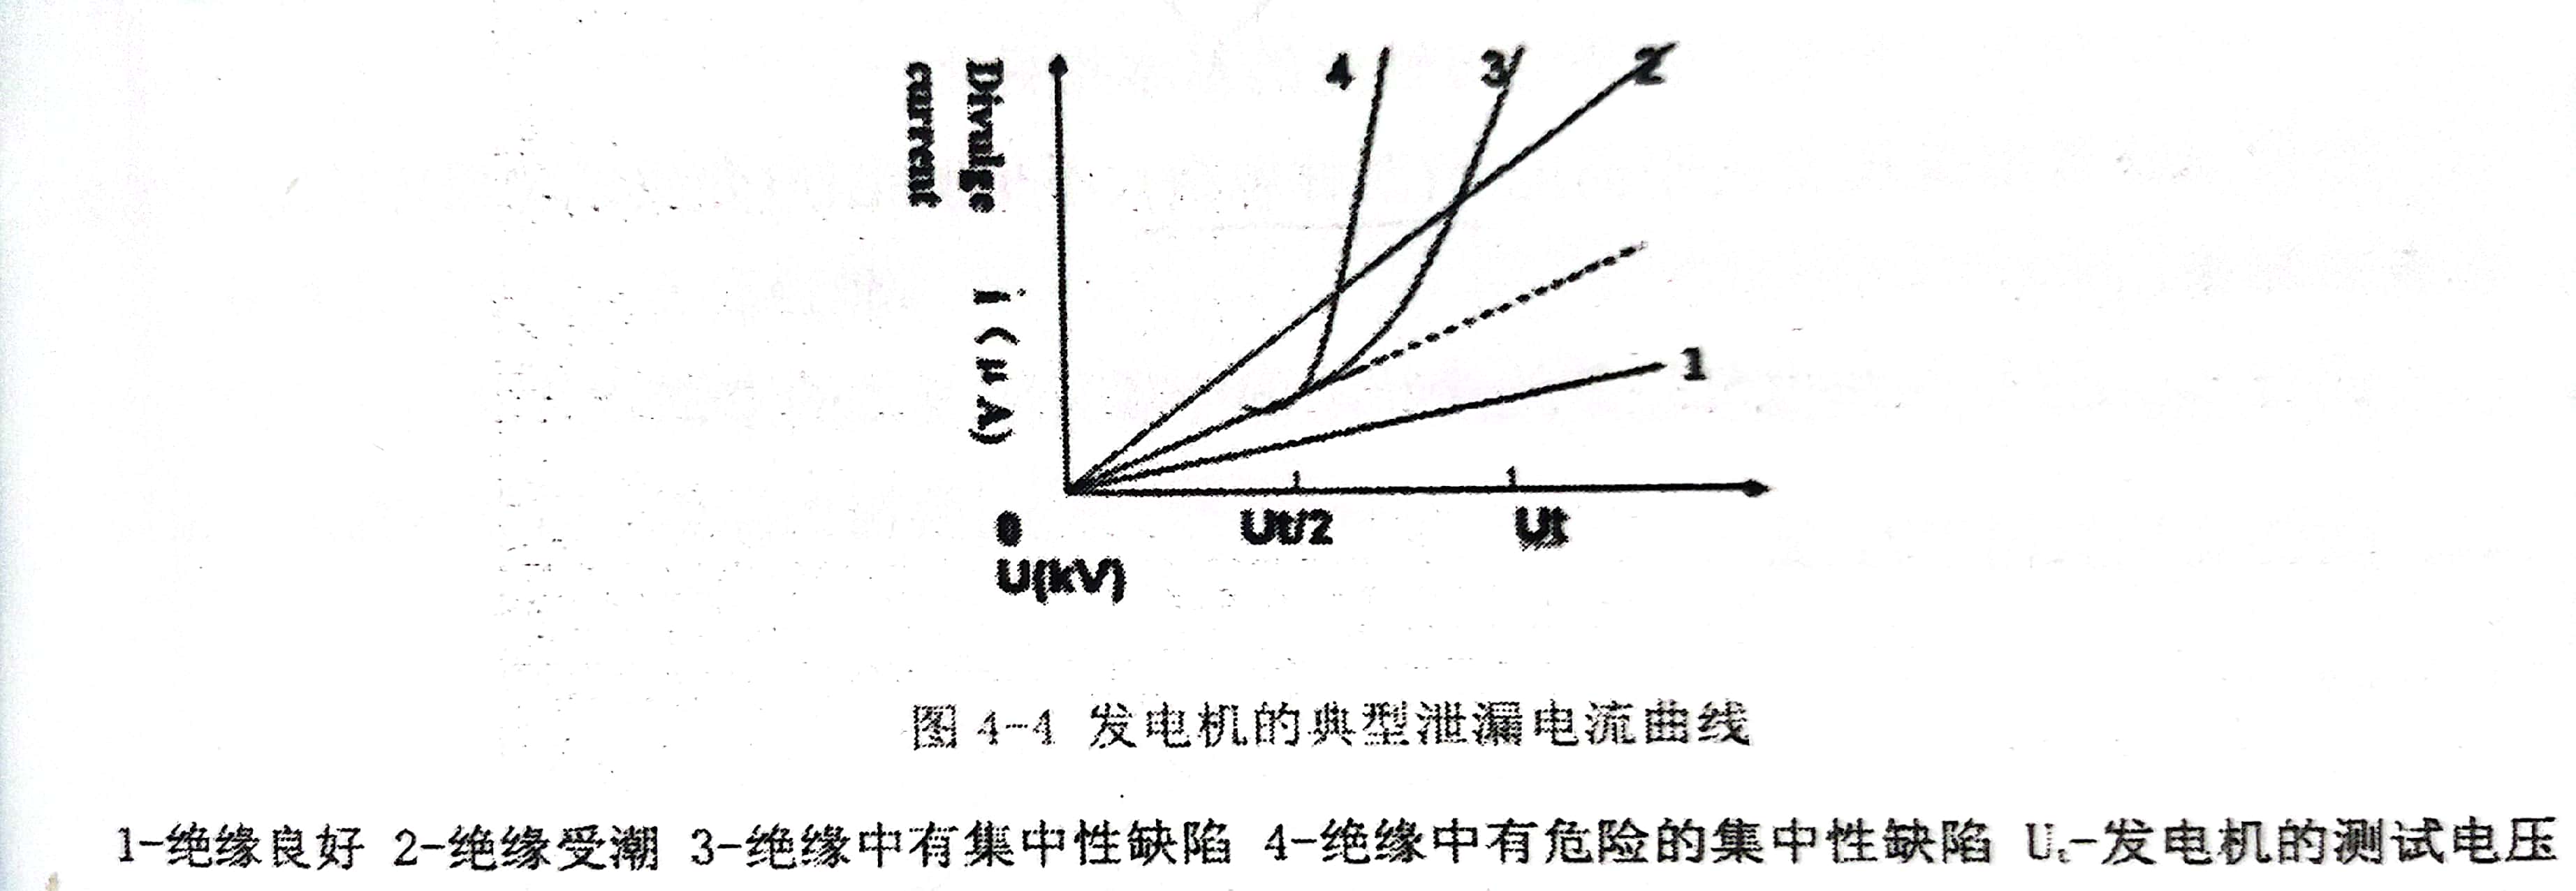 Divulge
current
i (μA)
4
3
2
1
0
Ut/2
Ut
U(kV)
图 4-4 发电机的典型泄漏电流曲线
1-绝缘良好 2-绝缘受潮 3-绝缘中有集中性缺陷 4-绝缘中有危险的集中性缺陷 Ut-发电机的测试电压